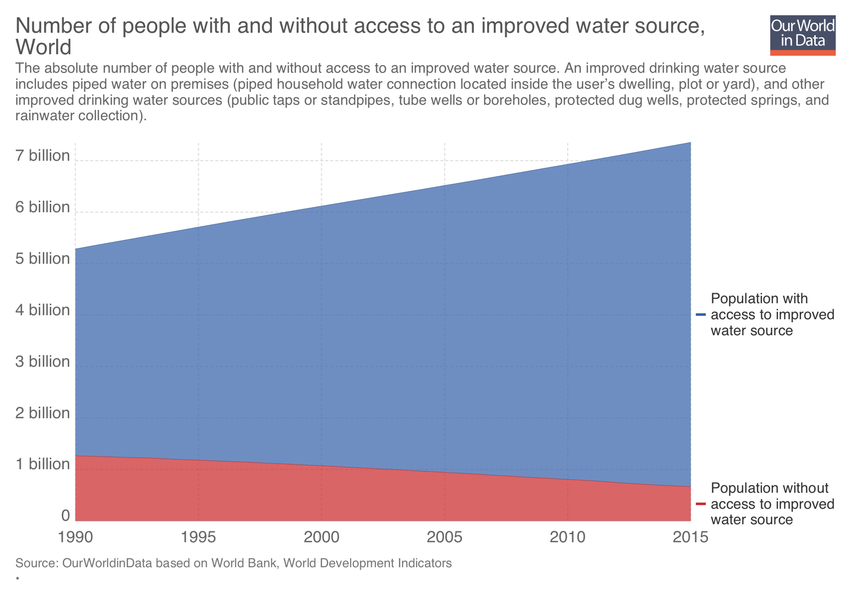 Number of people with and without access to an improved water source,
World
Our World
in Data
The absolute number of people with and without access to an improved water source. An improved drinking water source
includes piped water on premises (piped household water connection located inside the user's dwelling, plot or yard), and other
improved drinking water sources (public taps or standpipes, tube wells or boreholes, protected dug wells, protected springs, and
rainwater collection).
7 billion
6 billion
5 billion
4 billion
3 billion
2 billion
1 billion
0
Population with
access to improved
water source
Population without
access to improved
water source
1990
1995
2000
2005
2010
2015
Source: OurWorldinData based on World Bank, World Development Indicators
•